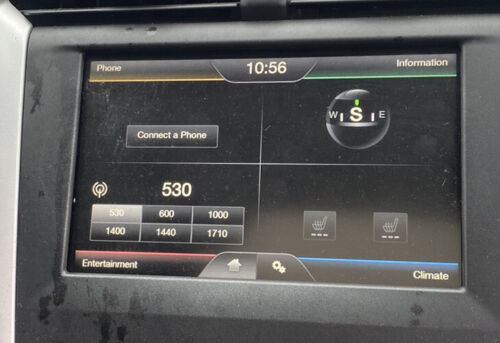 Phone 10:56 Information
W S E
Connect a Phone
530
530 600 1000
1400 1440 1710
Entertainment Climate